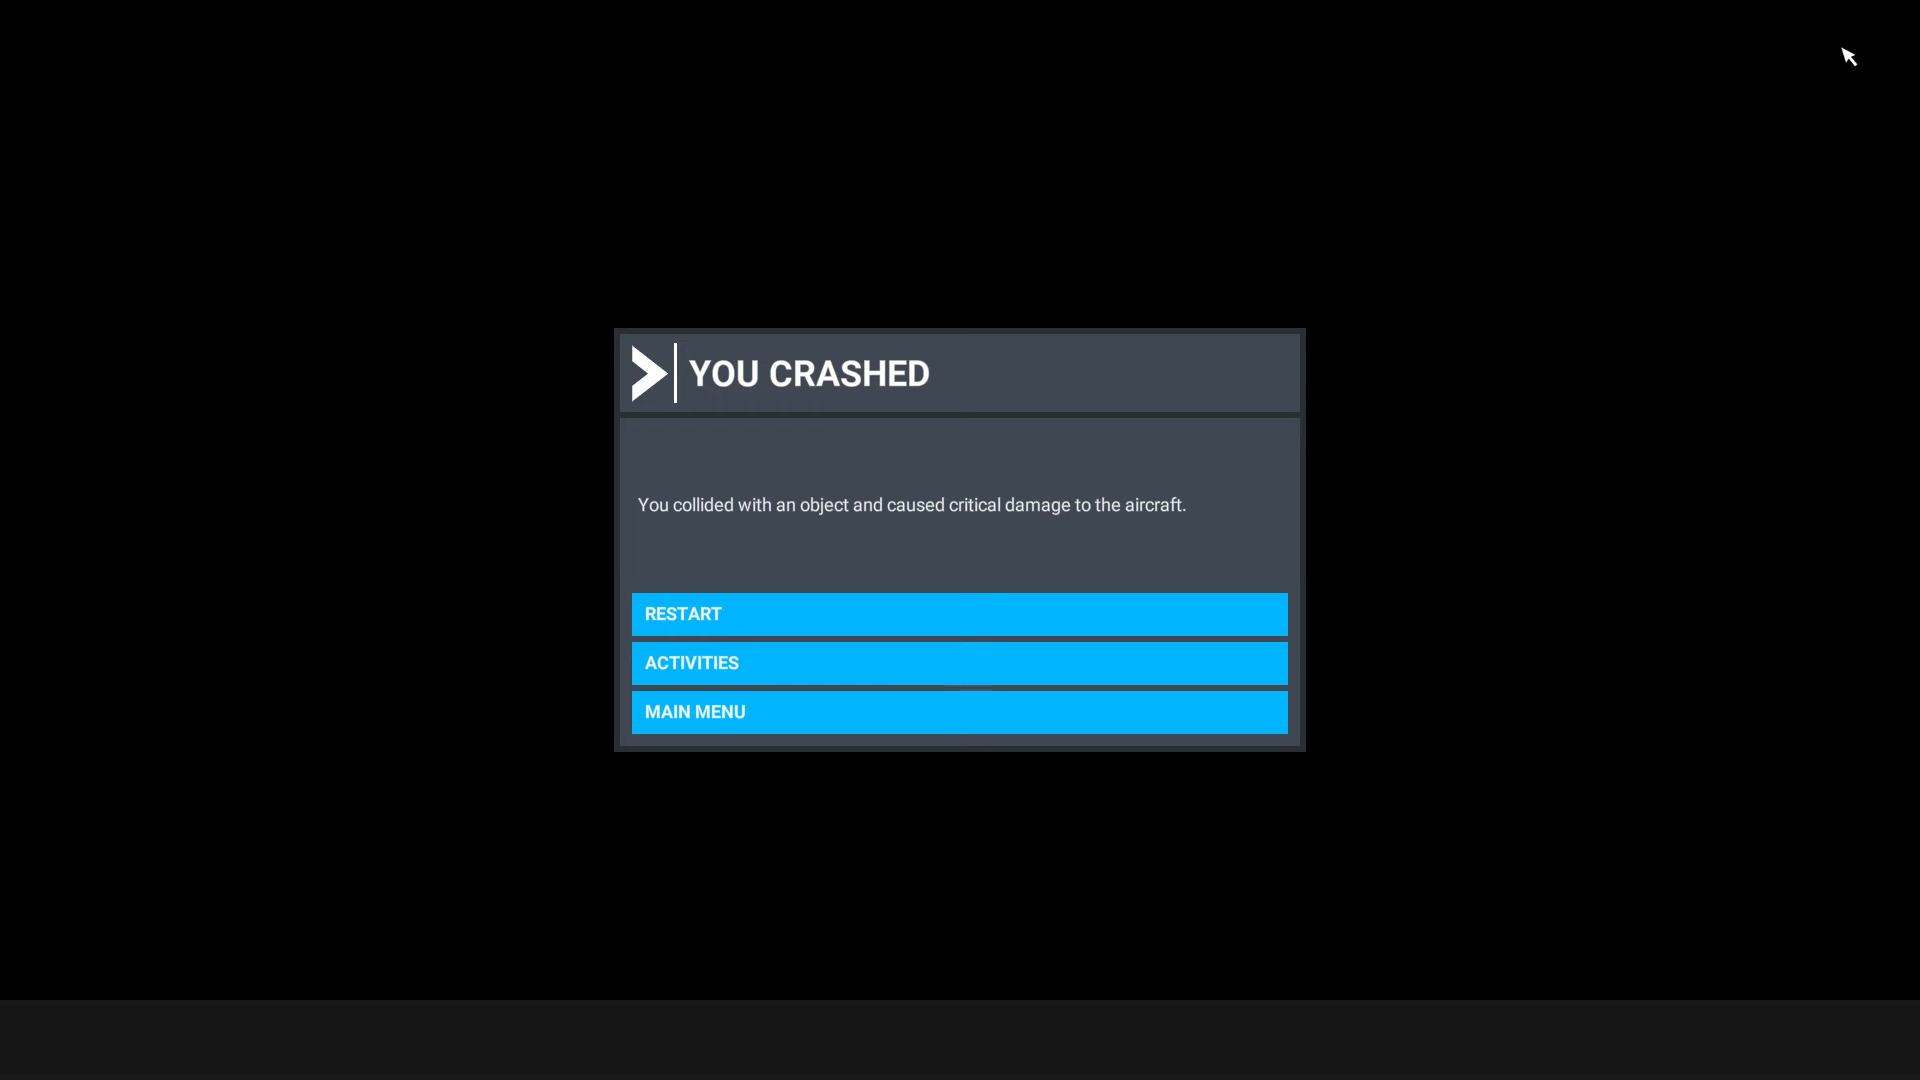 YOU CRASHED
You collided with an object and caused critical damage to the aircraft.
RESTART
ACTIVITIES
MAIN MENU